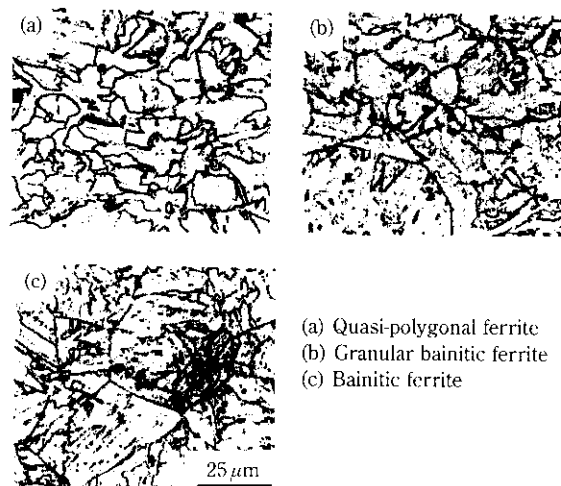 (a)
(b)
(c)
(a) Quasi-polygonal ferrite
(b) Granular bainitic ferrite
(c) Bainitic ferrite
25 μm